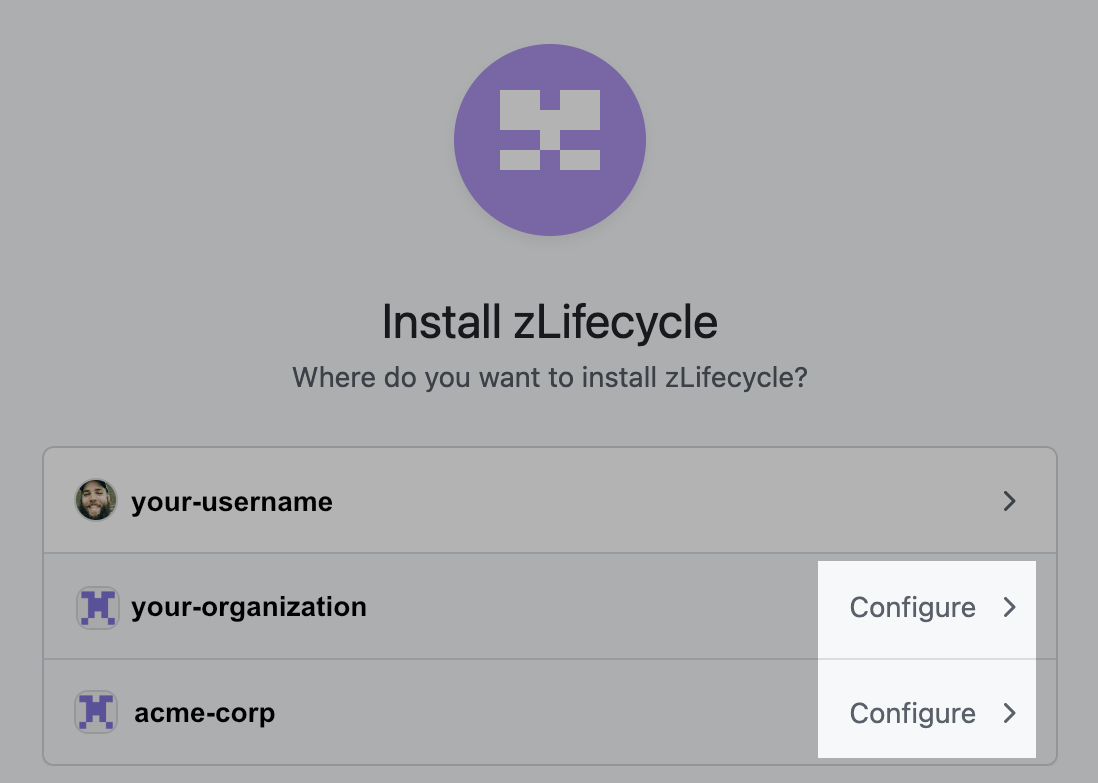 Install zLifecycle
Where do you want to install zLifecycle?
your-username
your-organization Configure
acme-corp Configure